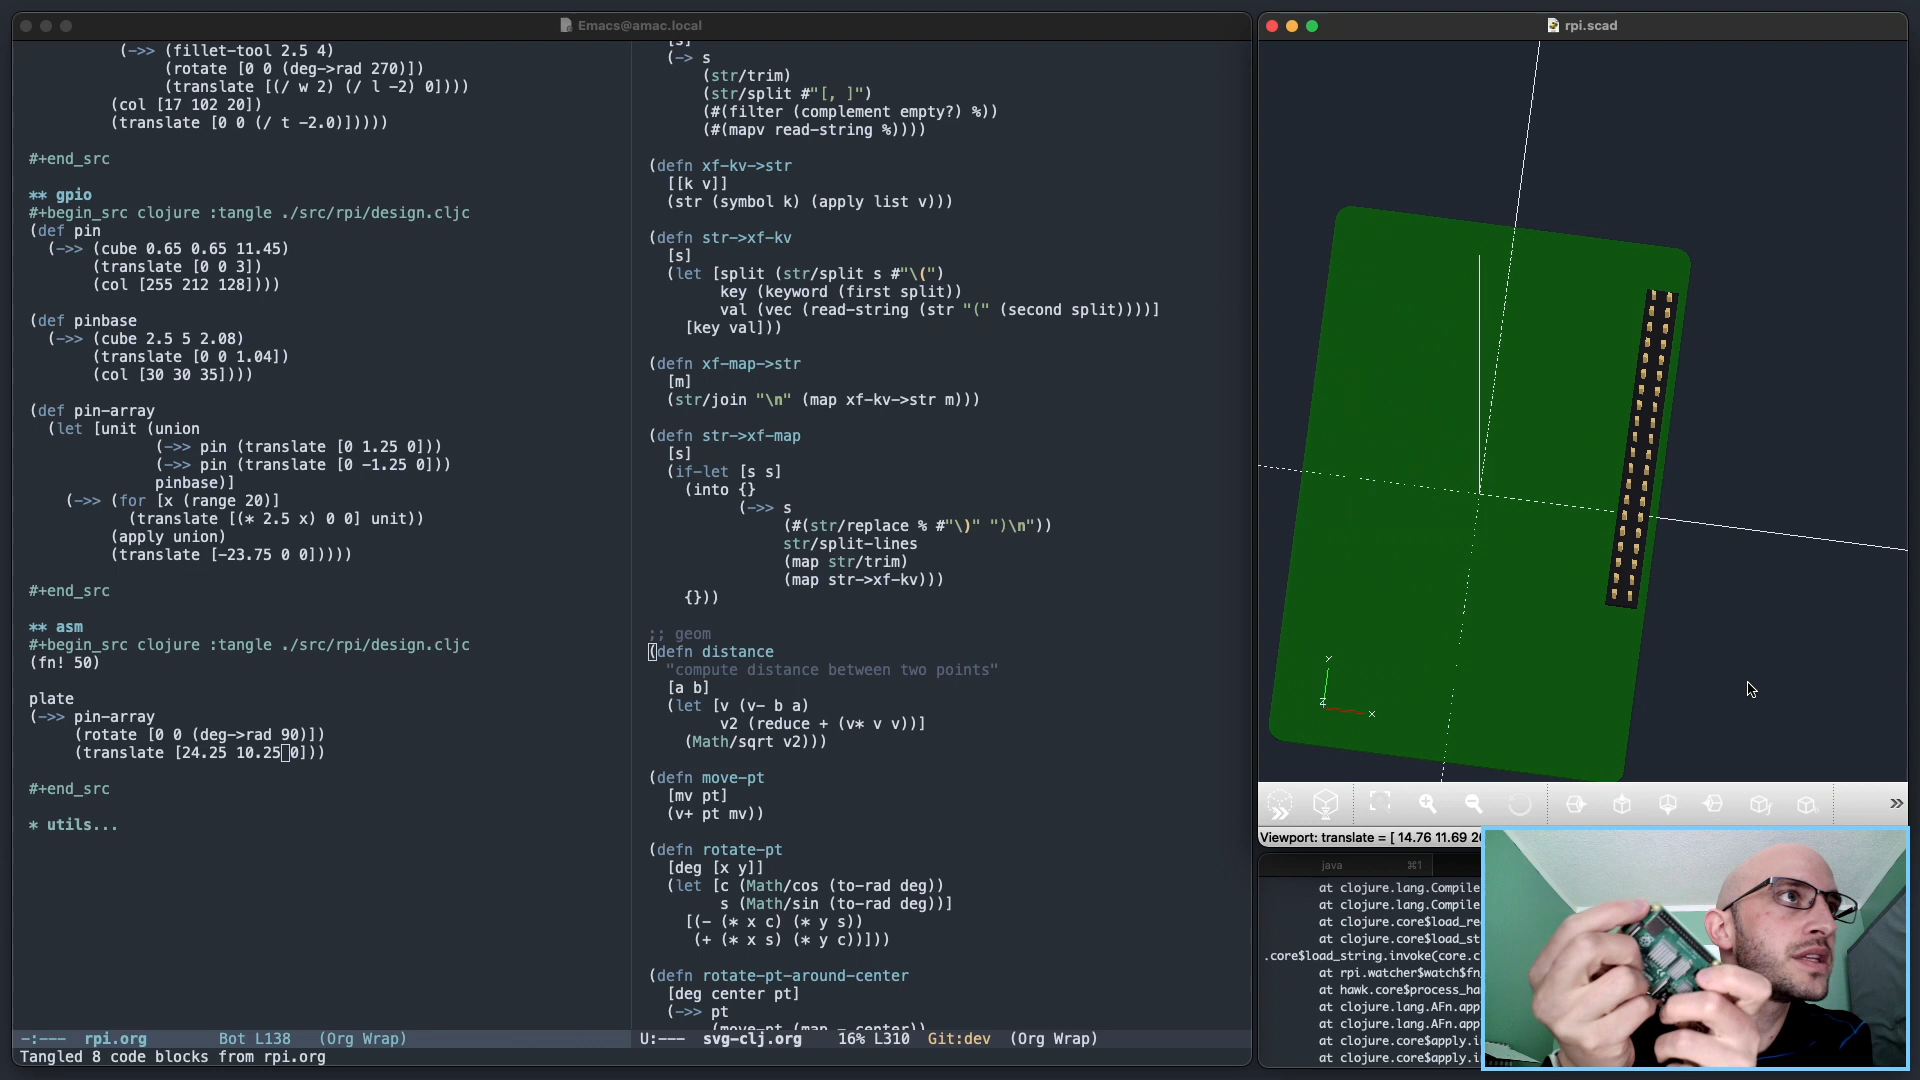 Emacs@amac.local
(->> (fillet-tool 2.5 4)
(rotate [0 0 (deg->rad 270)])
(translate [(/ w 2) (/ l -2) 0])))
(col [17 102 20])
(translate [0 0 (/ t -2.0)]))))
#+end_src
** gpio
#+begin_src clojure :tangle ./src/rpi/design.cljc
(def pin
(->> (cube 0.65 0.65 11.45)
(translate [0 0 3])
(col [255 212 128])))
(def pinbase
(->> (cube 2.5 5 2.08)
(translate [0 0 1.04])
(col [30 30 35])))
(def pin-array
(let [unit (union
(->> pin (translate [0 1.25 0]))
(->> pin (translate [0 -1.25 0]))
pinbase)]
(->> (for [x (range 20)]
(translate [(* 2.5 x) 0 0] unit))
(apply union)
(translate [-23.75 0 0]))))
#+end_src
** asm
#+begin_src clojure :tangle ./src/rpi/design.cljc
(fn! 50)
plate
(->> pin-array
(rotate [0 0 (deg->rad 90)])
(translate [24.25 10.25 0]))
#+end_src
* utils...
-:---  rpi.org        Bot L138   (Org Wrap)
Tangled 8 code blocks from rpi.org
[s]
(-> s
(str/trim)
(str/split #"[, ]")
(#(filter (complement empty?) %))
(#(mapv read-string %))))
(defn xf-kv->str
[[k v]]
(str (symbol k) (apply list v)))
(defn str->xf-kv
[s]
(let [split (str/split s #"\(")
key (keyword (first split))
val (vec (read-string (str "(" (second split))))]
[key val]))
(defn xf-map->str
[m]
(str/join "\n" (map xf-kv->str m)))
(defn str->xf-map
[s]
(if-let [s s]
(into {}
(->> s
(#(str/replace % #"\)" ")\n"))
str/split-lines
(map str/trim)
(map str->xf-kv)))
{}))
;; geom
(defn distance
"compute distance between two points"
[a b]
(let [v (v- b a)
v2 (reduce + (v* v v))]
(Math/sqrt v2)))
(defn move-pt
[mv pt]
(v+ pt mv))
(defn rotate-pt
[deg [x y]]
(let [c (Math/cos (to-rad deg))
s (Math/sin (to-rad deg))]
[(- (* x c) (* y s))
(+ (* x s) (* y c))]))
(defn rotate-pt-around-center
[deg center pt]
(->> pt
(move-pt (map - center))
U:---  svg-clj.org    16% L310  Git:dev  (Org Wrap)
rpi.scad
Y
Z
X
Viewport: translate = [ 14.76 11.69
java ⌘1
at clojure.lang.Compile
at clojure.lang.Compile
at clojure.core$load_re
at clojure.core$load_st
.core$load_string.invoke(core.c
at rpi.watcher$watch$fn
at hawk.core$process_ha
at clojure.lang.AFn.app
at clojure.lang.AFn.app
at clojure.core$apply.i
at clojure.core$apply.i